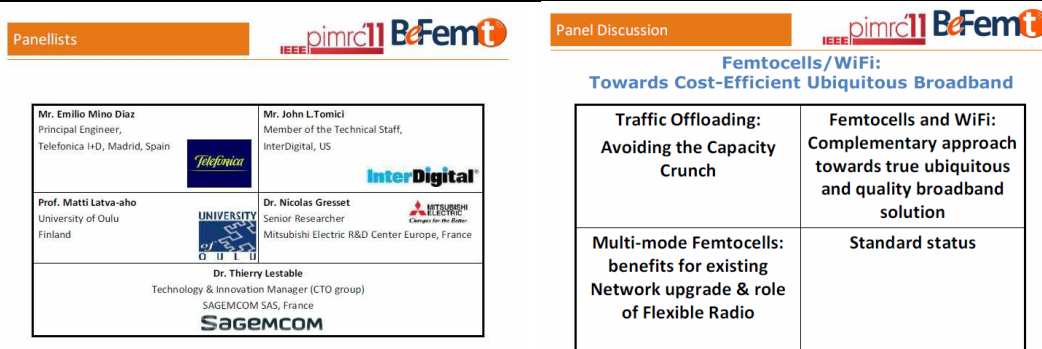 Panellists
IEEE pimrc'11 BeFemt
Mr. Emilio Mino Diaz
Principal Engineer,
Telefonica I+D, Madrid, Spain
Telefónica
Mr. John L.Tomici
Member of the Technical Staff,
InterDigital, US
InterDigital®
Prof. Matti Latva-aho
University of Oulu
Finland
UNIVERSITY
of
OULU
Dr. Nicolas Gresset
Senior Researcher
Mitsubishi Electric R&D Center Europe, France
MITSUBISHI
ELECTRIC
Changes for the Better
Dr. Thierry Lestable
Technology & Innovation Manager (CTO group)
SAGEMCOM SAS, France
SAGEMCOM
Panel Discussion
IEEE pimrc'11 BeFemt
Femtocells/WiFi:
Towards Cost-Efficient Ubiquitous Broadband
Traffic Offloading:
Avoiding the Capacity
Crunch
Femtocells and WiFi:
Complementary approach
towards true ubiquitous
and quality broadband
solution
Multi-mode Femtocells:
benefits for existing
Network upgrade & role
of Flexible Radio
Standard status